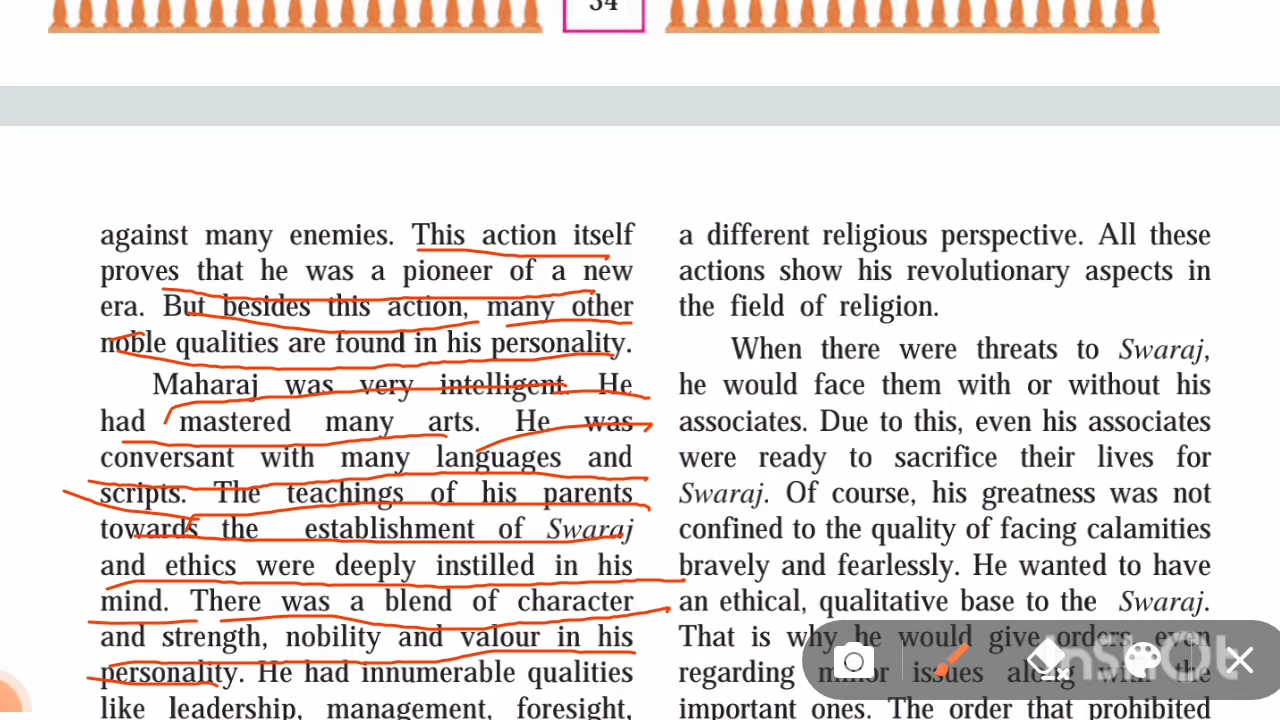 34
against many enemies. This action itself
proves that he was a pioneer of a new
era. But besides this action, many other
noble qualities are found in his personality.
Maharaj was very intelligent. He
had mastered many arts. He was
conversant with many languages and
scripts. The teachings of his parents
towards the establishment of Swaraj
and ethics were deeply instilled in his
mind. There was a blend of character
and strength, nobility and valour in his
personality. He had innumerable qualities
like leadership, management, foresight,
a different religious perspective. All these
actions show his revolutionary aspects in
the field of religion.
When there were threats to Swaraj,
he would face them with or without his
associates. Due to this, even his associates
were ready to sacrifice their lives for
Swaraj. Of course, his greatness was not
confined to the quality of facing calamities
bravely and fearlessly. He wanted to have
an ethical, qualitative base to the Swaraj.
That is why he would give orders, even
regarding minor issues along with the
important ones. The order that prohibited